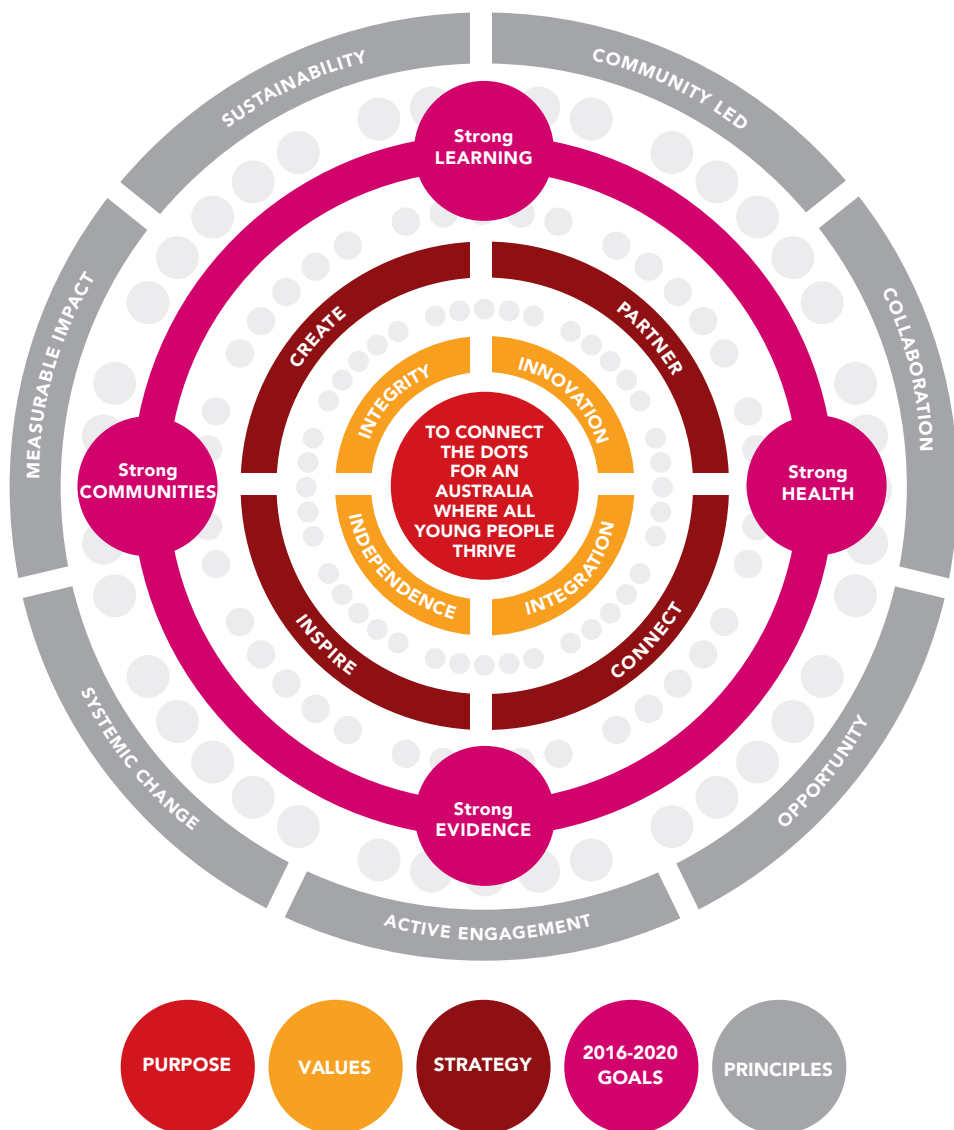 SUSTAINABILITY
COMMUNITY LED
MEASURABLE IMPACT
COLLABORATION
SYSTEMIC CHANGE
OPPORTUNITY
ACTIVE ENGAGEMENT
Strong
LEARNING
Strong
COMMUNITIES
Strong
HEALTH
Strong
EVIDENCE
CREATE
PARTNER
INSPIRE
CONNECT
INTEGRITY
INNOVATION
INDEPENDENCE
INTEGRATION
TO CONNECT
THE DOTS
FOR AN
AUSTRALIA
WHERE ALL
YOUNG PEOPLE
THRIVE
PURPOSE
VALUES
STRATEGY
2016-2020
GOALS
PRINCIPLES